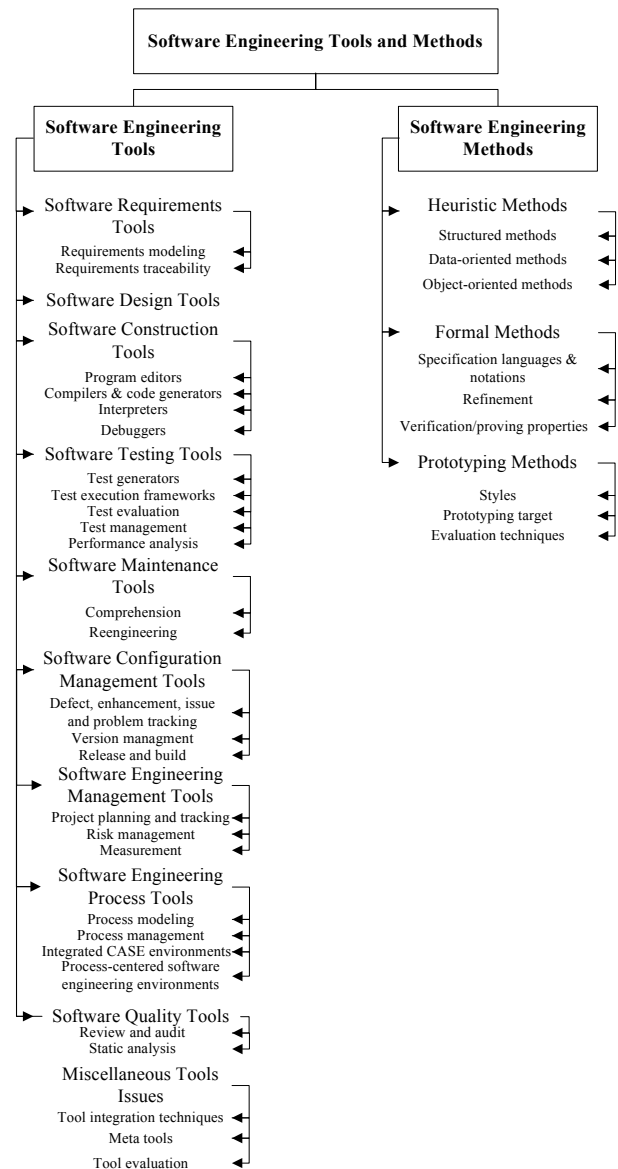 Software Engineering Tools and Methods
Software Engineering
Tools
Software Requirements
Tools
Requirements modeling
Requirements traceability
Software Design Tools
Software Construction
Tools
Program editors
Compilers & code generators
Interpreters
Debuggers
Software Testing Tools
Test generators
Test execution frameworks
Test evaluation
Test management
Performance analysis
Software Maintenance
Tools
Comprehension
Reengineering
Software Configuration
Management Tools
Defect, enhancement, issue
and problem tracking
Version managment
Release and build
Software Engineering
Management Tools
Project planning and tracking
Risk management
Measurement
Software Engineering
Process Tools
Process modeling
Process management
Integrated CASE environments
Process-centered software
engineering environments
Software Quality Tools
Review and audit
Static analysis
Miscellaneous Tools
Issues
Tool integration techniques
Meta tools
Tool evaluation
Software Engineering
Methods
Heuristic Methods
Structured methods
Data-oriented methods
Object-oriented methods
Formal Methods
Specification languages &
notations
Refinement
Verification/proving properties
Prototyping Methods
Styles
Prototyping target
Evaluation techniques